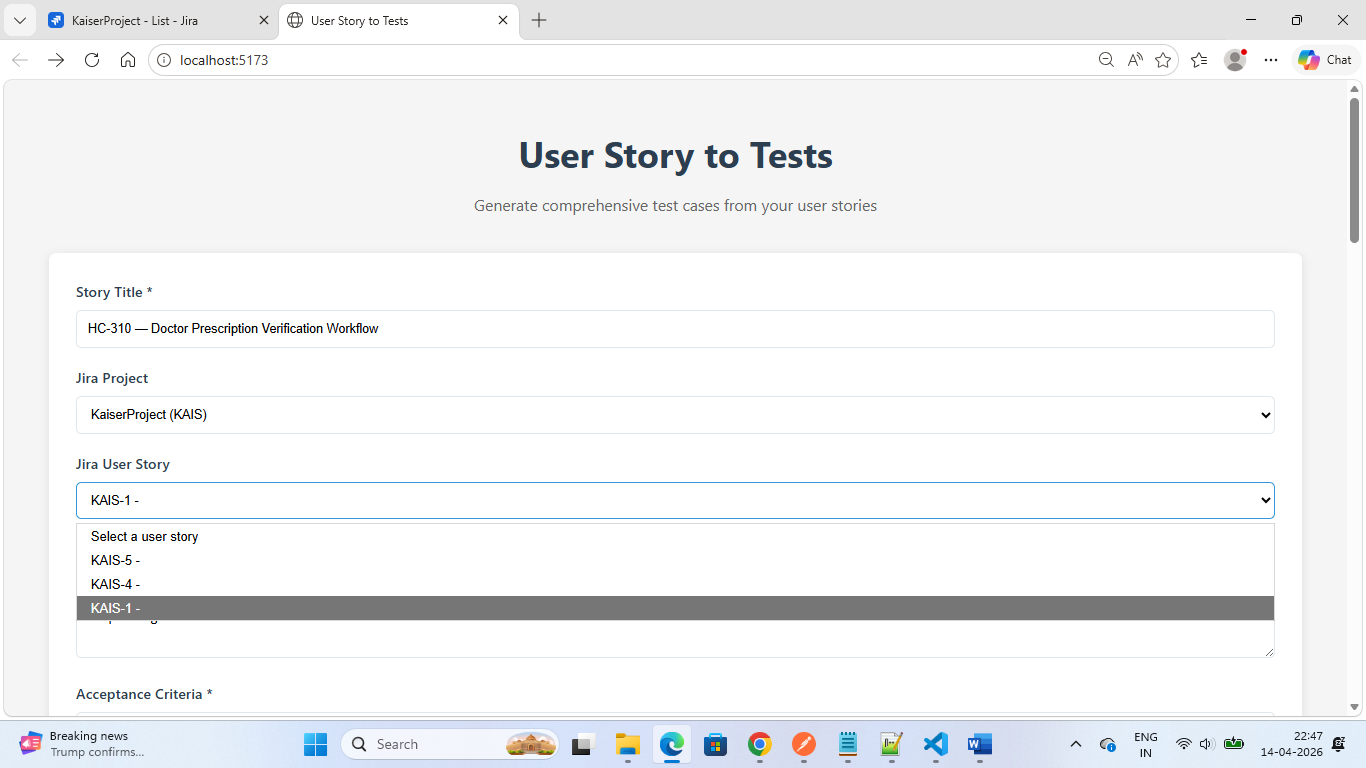 KaiserProject - List - Jira
User Story to Tests
localhost:5173
Chat
User Story to Tests
Generate comprehensive test cases from your user stories
Story Title *
HC-310 — Doctor Prescription Verification Workflow
Jira Project
KaiserProject (KAIS)
Jira User Story
KAIS-1 -
Select a user story
KAIS-5 -
KAIS-4 -
KAIS-1 -
Acceptance Criteria *
Breaking news
Trump confirms...
Search
ENG
IN
22:47
14-04-2026